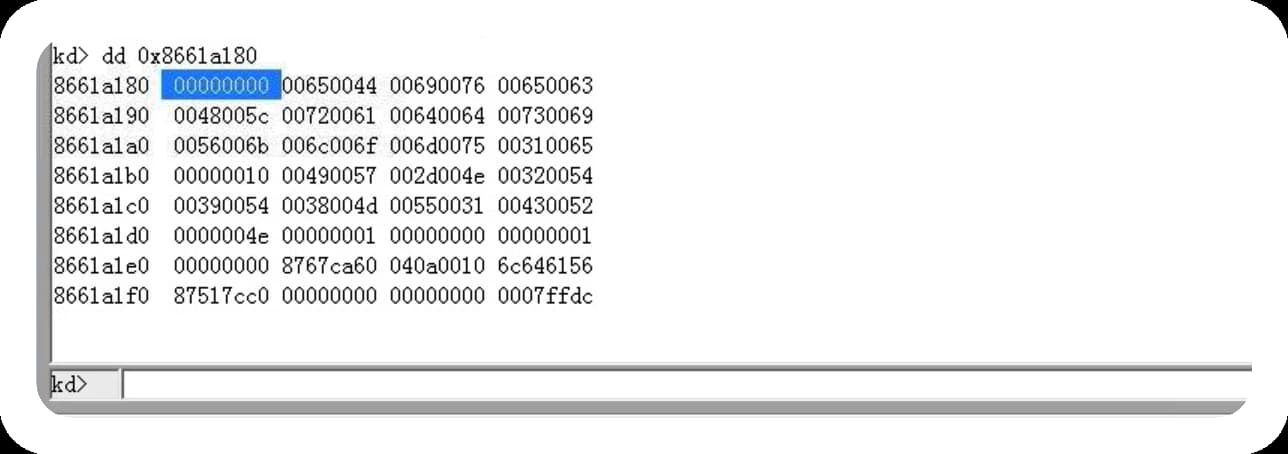 kd> dd 0x8661a180
8661a180 00000000 00650044 00690076 00650063
8661a190 0048005c 00720061 00640064 00730069
8661a1a0 0056006b 006c006f 006d0075 00310065
8661a1b0 00000010 00490057 002d004e 00320054
8661a1c0 00390054 0038004d 00550031 00430052
8661a1d0 0000004e 00000001 00000000 00000001
8661a1e0 00000000 8767ca60 040a0010 6c646156
8661a1f0 87517cc0 00000000 00000000 0007ffdc
kd>